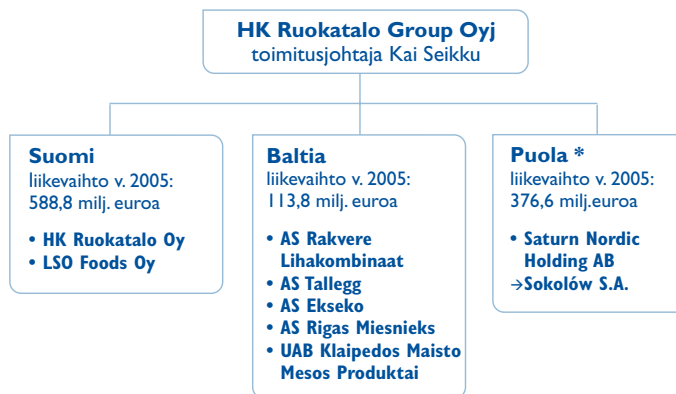 HK Ruokatalo Group Oyj
toimitusjohtaja Kai Seikku
Suomi
liikevaihto v. 2005:
588,8 milj. euroa
• HK Ruokatalo Oy
• LSO Foods Oy
Baltia
liikevaihto v. 2005:
113,8 milj. euroa
• AS Rakvere
Lihakombinaat
• AS Tallegg
• AS Ekseko
• AS Rigas Miesnieks
• UAB Klaipedos Maisto
Mesos Produktai
Puola *
liikevaihto v. 2005:
376,6 milj.euroa
• Saturn Nordic
Holding AB
→Sokolów S.A.